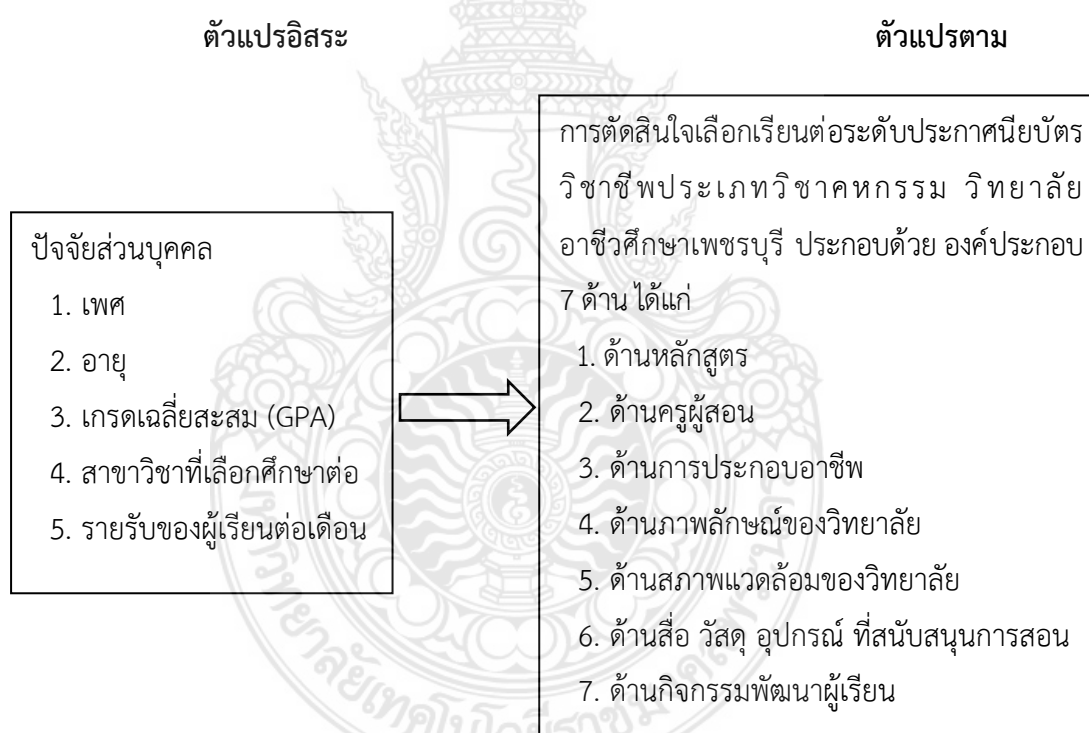 ตัวแปรอิสระ
ตัวแปรตาม
ปัจจัยส่วนบุคคล
1. เพศ
2. อายุ
3. เกรดเฉลี่ยสะสม (GPA)
4. สาขาวิชาที่เลือกศึกษาต่อ
5. รายรับของผู้เรียนต่อเดือน
การตัดสินใจเลือกเรียนต่อระดับประกาศนียบัตร
วิชาชีพประเภทวิชาคหกรรม วิทยาลัย
อาชีวศึกษาเพชรบุรี ประกอบด้วย องค์ประกอบ
7 ด้าน ได้แก่
1. ด้านหลักสูตร
2. ด้านครูผู้สอน
3. ด้านการประกอบอาชีพ
4. ด้านภาพลักษณ์ของวิทยาลัย
5. ด้านสภาพแวดล้อมของวิทยาลัย
6. ด้านสื่อ วัสดุ อุปกรณ์ ที่สนับสนุนการสอน
7. ด้านกิจกรรมพัฒนาผู้เรียน